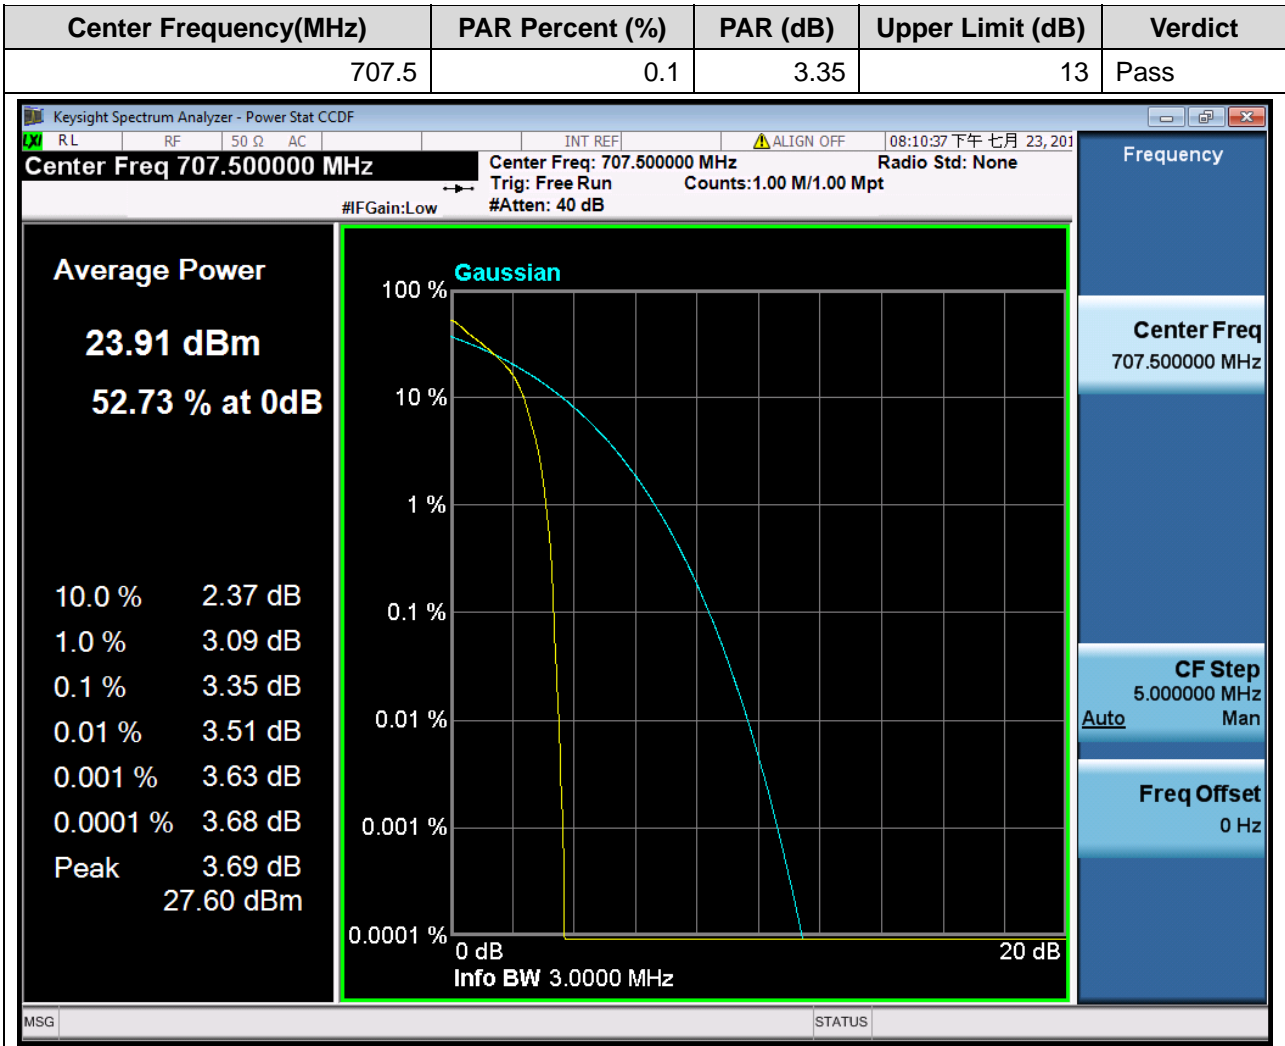 Center Frequency(MHz) PAR Percent (%) PAR (dB) Upper Limit (dB) Verdict
707.5 0.1 3.35 13 Pass
Keysight Spectrum Analyzer - Power Stat CCDF
LXI RL RF 50 Ω AC INT REF ALIGN OFF 08:10:37 下午 七月 23, 201
Center Freq 707.500000 MHz
Center Freq: 707.500000 MHz Radio Std: None
Trig: Free Run Counts:1.00 M/1.00 Mpt
#IFGain:Low #Atten: 40 dB
Average Power
23.91 dBm
52.73 % at 0dB
10.0 % 2.37 dB
1.0 % 3.09 dB
0.1 % 3.35 dB
0.01 % 3.51 dB
0.001 % 3.63 dB
0.0001 % 3.68 dB
Peak 3.69 dB
27.60 dBm
Gaussian
100 %
10 %
1 %
0.1 %
0.01 %
0.001 %
0.0001 %
0 dB 20 dB
Info BW 3.0000 MHz
Frequency
Center Freq
707.500000 MHz
CF Step
5.000000 MHz
Auto Man
Freq Offset
0 Hz
MSG STATUS